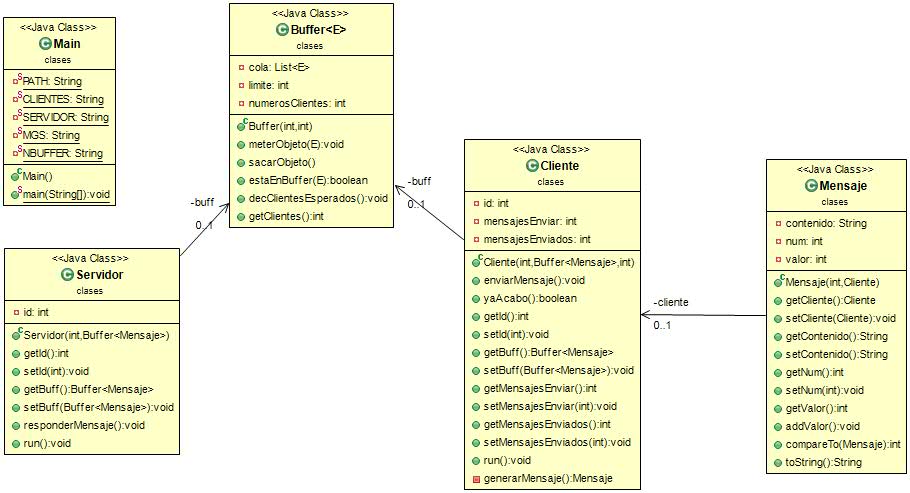 <<Java Class>>
Main
clases
PATH: String
CLIENTES: String
SERVIDOR: String
MGS: String
NBUFFER: String
Main()
main(String[]):void
<<Java Class>>
Buffer<E>
clases
cola: List<E>
limite: int
numerosClientes: int
Buffer(int,int)
meterObjeto(E):void
sacarObjeto()
estaEnBuffer(E):boolean
decClientesEsperados():void
getClientes():int
-buff
0..1
-buff
0..1
<<Java Class>>
Servidor
clases
id: int
Servidor(int,Buffer<Mensaje>)
getId():int
setId(int):void
getBuff():Buffer<Mensaje>
setBuff(Buffer<Mensaje>):void
responderMensaje():void
run():void
<<Java Class>>
Cliente
clases
id: int
mensajesEnviar: int
mensajesEnviados: int
Cliente(int,Buffer<Mensaje>,int)
enviarMensaje():void
yaAcabo():boolean
getId():int
setId(int):void
getBuff():Buffer<Mensaje>
setBuff(Buffer<Mensaje>):void
getMensajesEnviar():int
setMensajesEnviar(int):void
getMensajesEnviados():int
setMensajesEnviados(int):void
run():void
generarMensaje():Mensaje
-cliente
0..1
<<Java Class>>
Mensaje
clases
contenido: String
num: int
valor: int
Mensaje(int,Cliente)
getCliente():Cliente
setCliente(Cliente):void
getContenido():String
setContenido():String
getNum():int
setNum(int):void
getValor():int
addValor():void
compareTo(Mensaje):int
toString():String